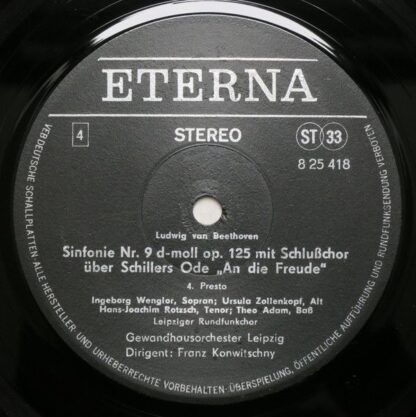 ETERNA
4
STEREO
ST 33
8 25 418
Ludwig van Beethoven
Sinfonie Nr. 9 d-moll op. 125 mit Schlußchor
über Schillers Ode „An die Freude"
4. Presto
Ingeborg Wenglor, Sopran; Ursula Zollenkopf, Alt
Hans-Joachim Rotzsch, Tenor; Theo Adam, Baß
Leipziger Rundfunkchor
Gewandhausorchester Leipzig
Dirigent: Franz Konwitschny
VEB DEUTSCHE SCHALLPLATTEN · ALLE HERSTELLER- UND URHEBERRECHTE VORBEHALTEN · ÜBERSPIELUNG, ÖFFENTLICHE AUFFÜHRUNG UND RUNDFUNKSENDUNG VERBOTEN